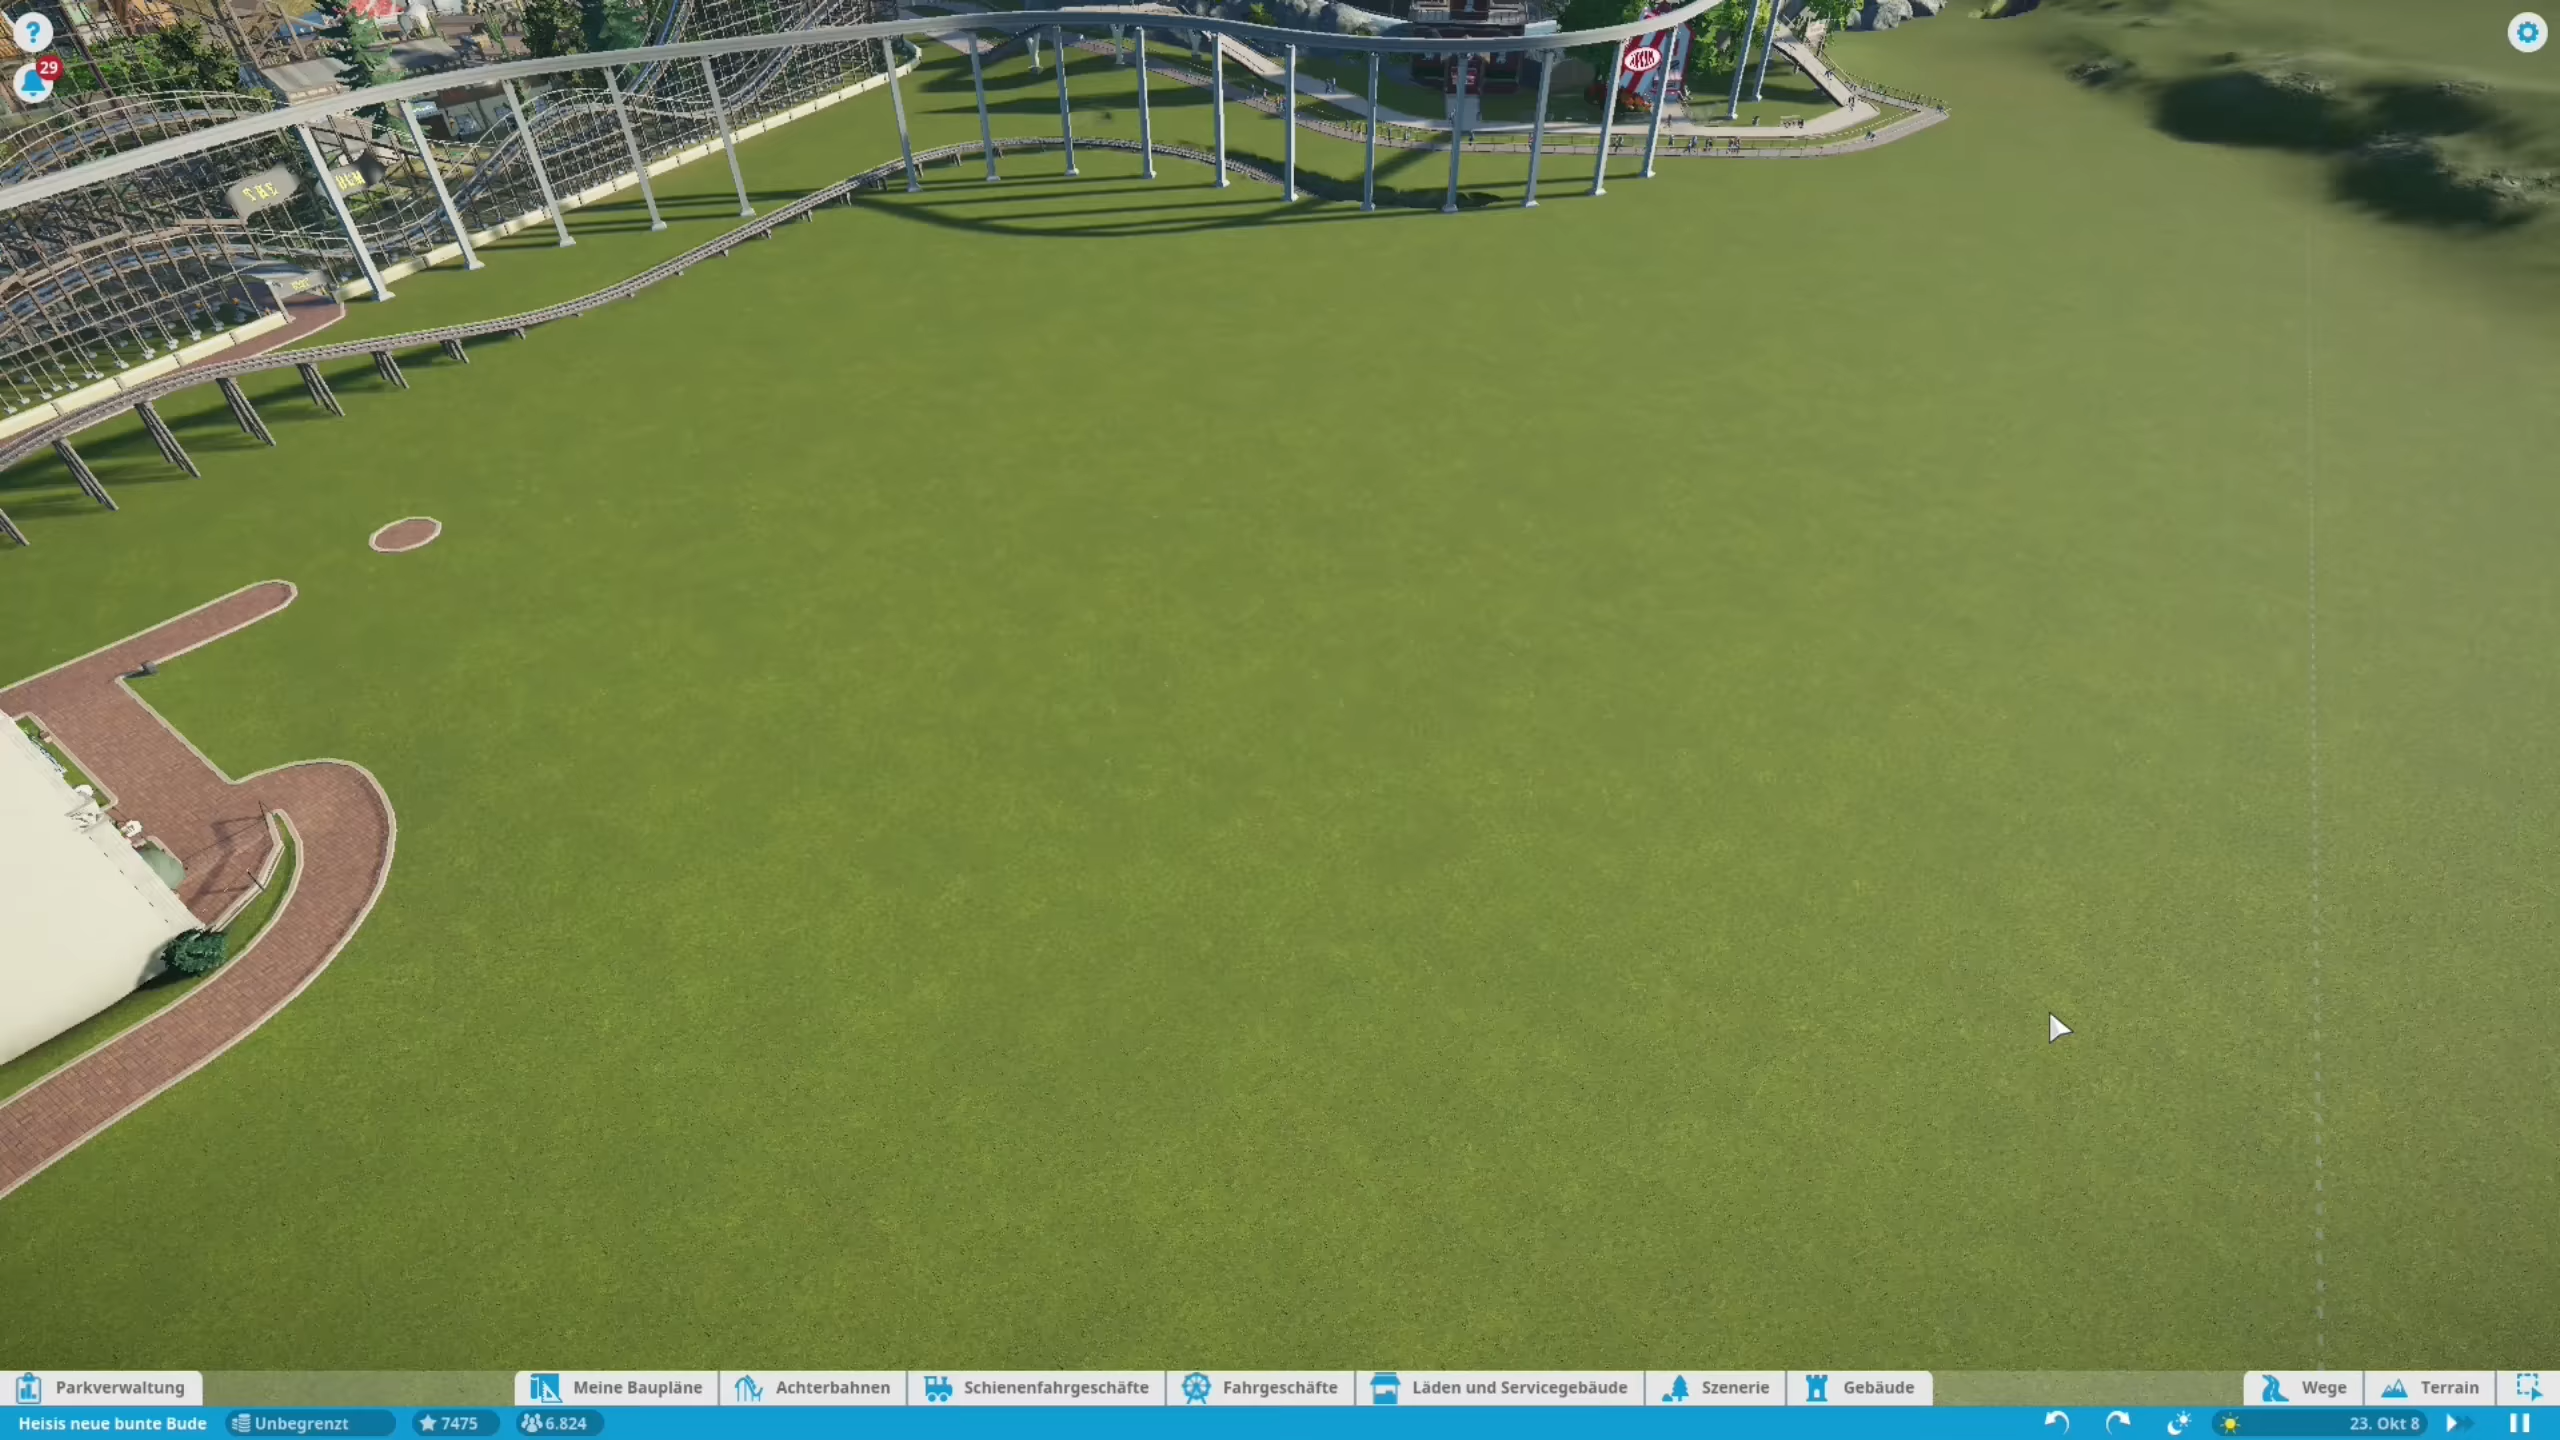 ?
29
THE
Parkverwaltung
Meine Baupläne
Achterbahnen
Schienenfahrgeschäfte
Fahrgeschäfte
Läden und Servicegebäude
Szenerie
Gebäude
Wege
Terrain
Heisis neue bunte Bude
Unbegrenzt
7475
6.824
23. Okt 8